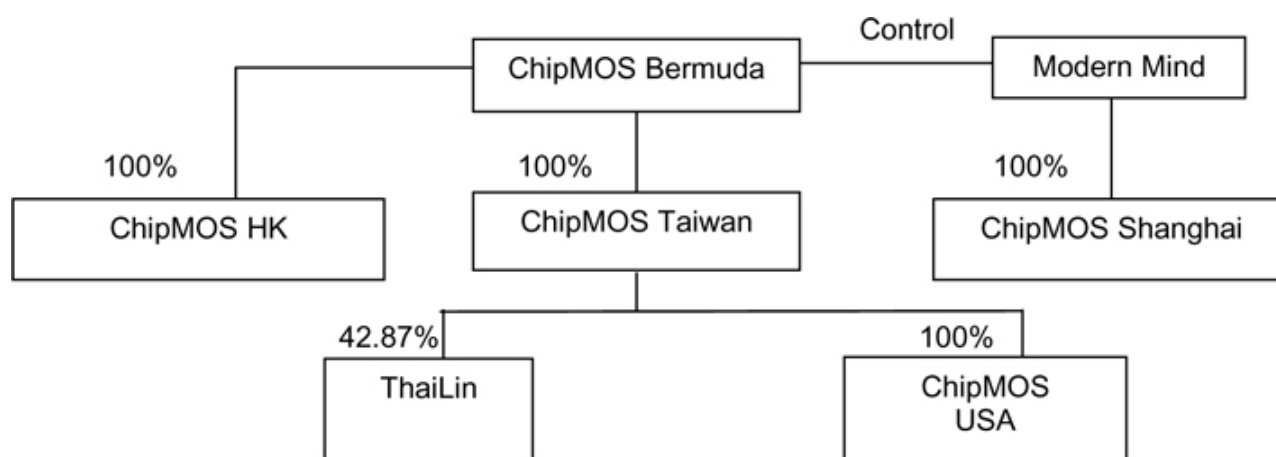 Control
ChipMOS Bermuda
Modern Mind
100%
100%
100%
ChipMOS HK
ChipMOS Taiwan
ChipMOS Shanghai
42.87%
100%
ThaiLin
ChipMOS
USA